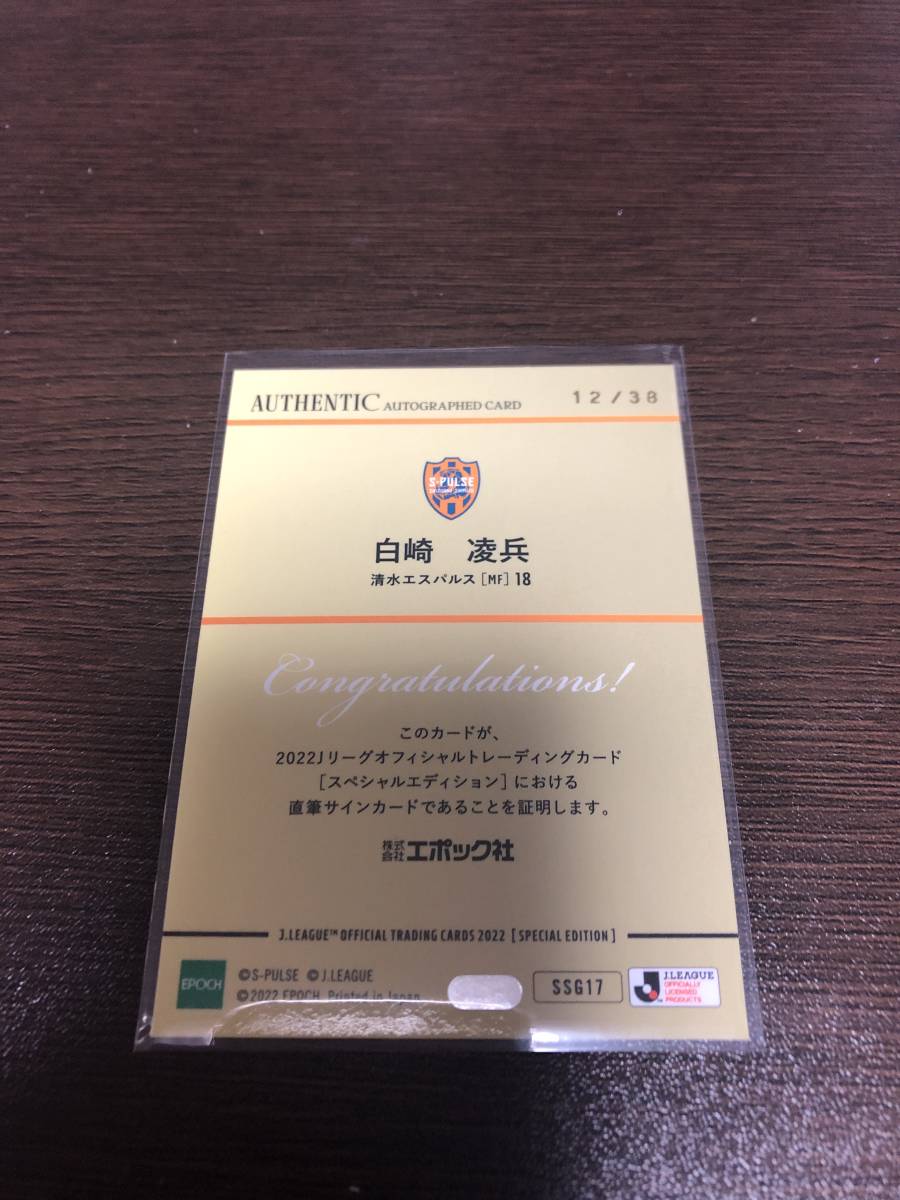 AUTHENTIC AUTOGRAPHED CARD 12/38
S-PULSE
白崎 凌兵
清水エスパルス [MF] 18
Congratulations!
このカードが、
2022Jリーグオフィシャルトレーディングカード
[スペシャルエディション]における
直筆サインカードであることを証明します。
株式会社エポック社
J.LEAGUE™ OFFICIAL TRADING CARDS 2022 [ SPECIAL EDITION ]
EPOCH
©S-PULSE ©J.LEAGUE
©2022 EPOCH Printed in Japan
SSG17
J.LEAGUE
OFFICIALLY
LICENSED
PRODUCTS